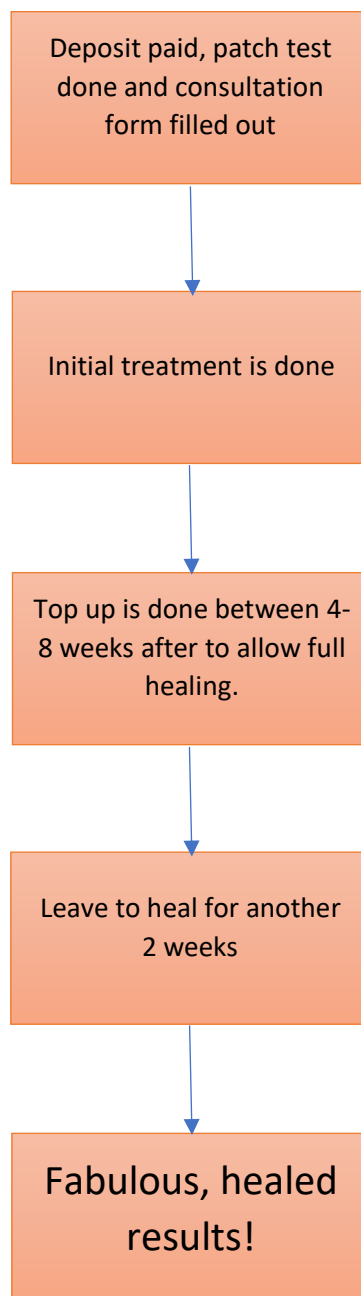 Deposit paid, patch test
done and consultation
form filled out
Initial treatment is done
Top up is done between 4-
8 weeks after to allow full
healing.
Leave to heal for another
2 weeks
Fabulous, healed
results!